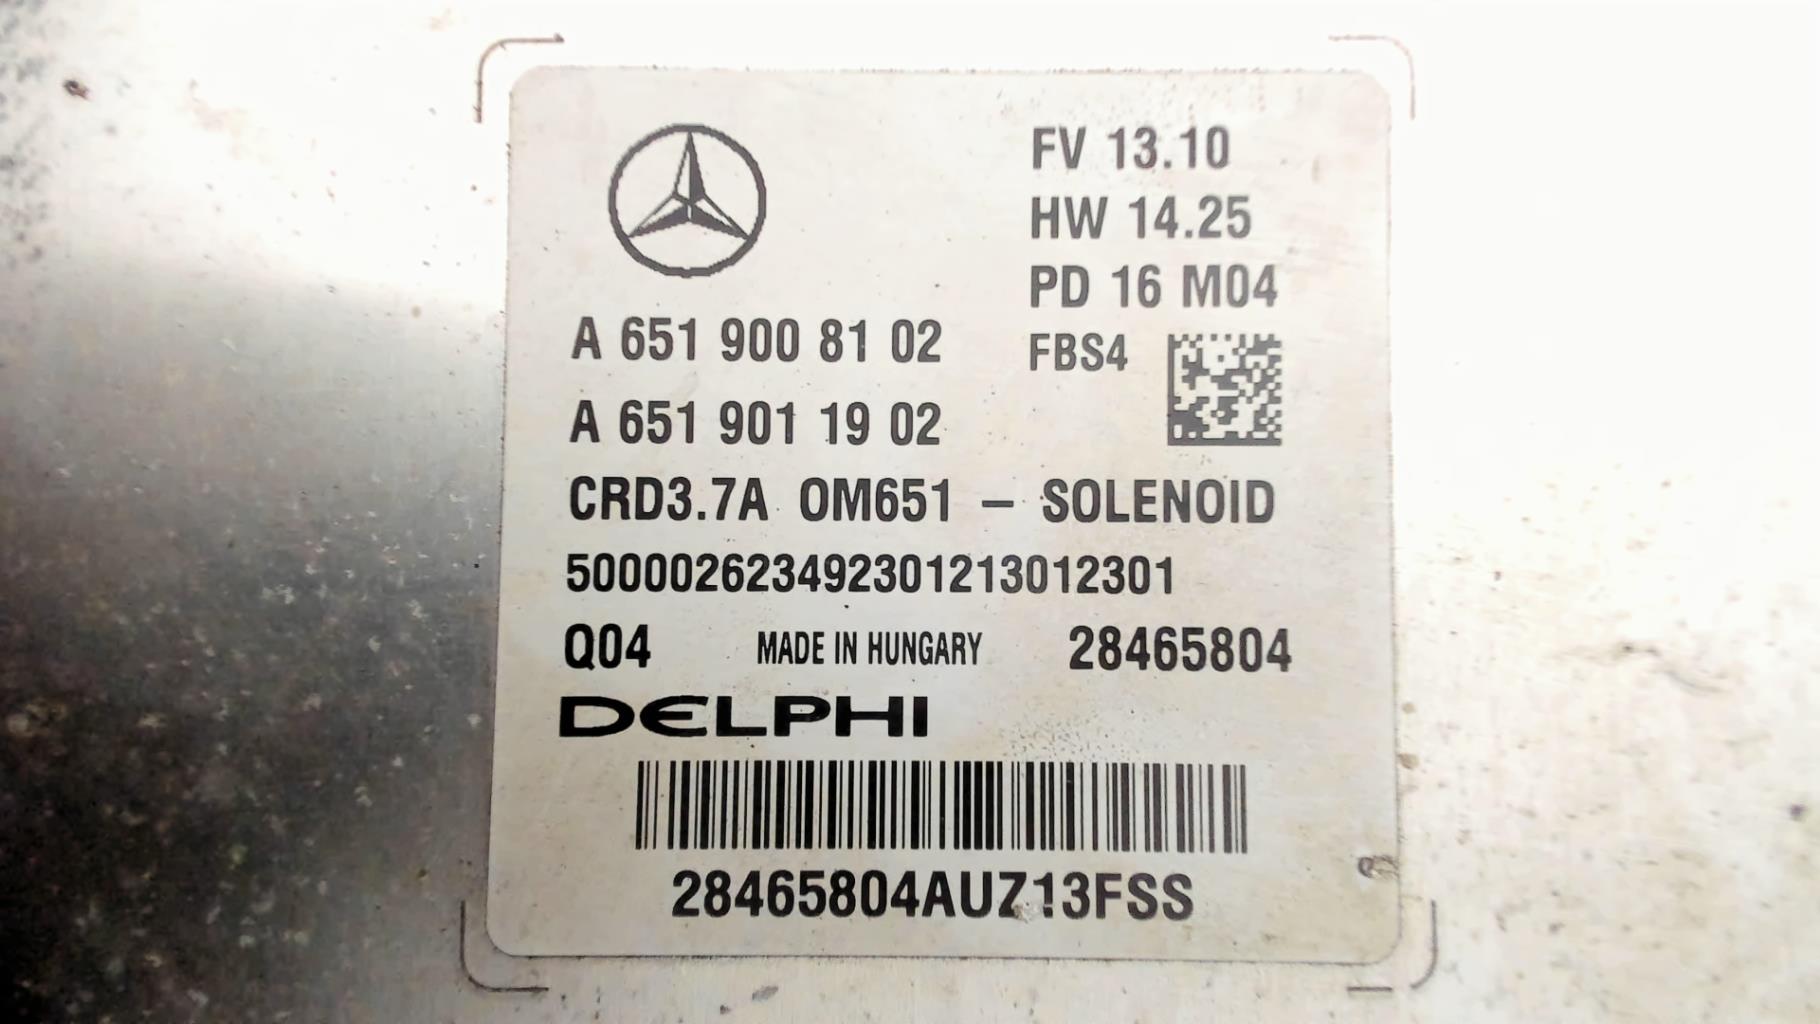 FV 13.10
HW 14.25
PD 16 M04
FBS4
A 651 900 81 02
A 651 901 19 02
CRD3.7A OM651 – SOLENOID
500002623492301213012301
Q04 MADE IN HUNGARY 28465804
DELPHI
28465804AUZ13FSS